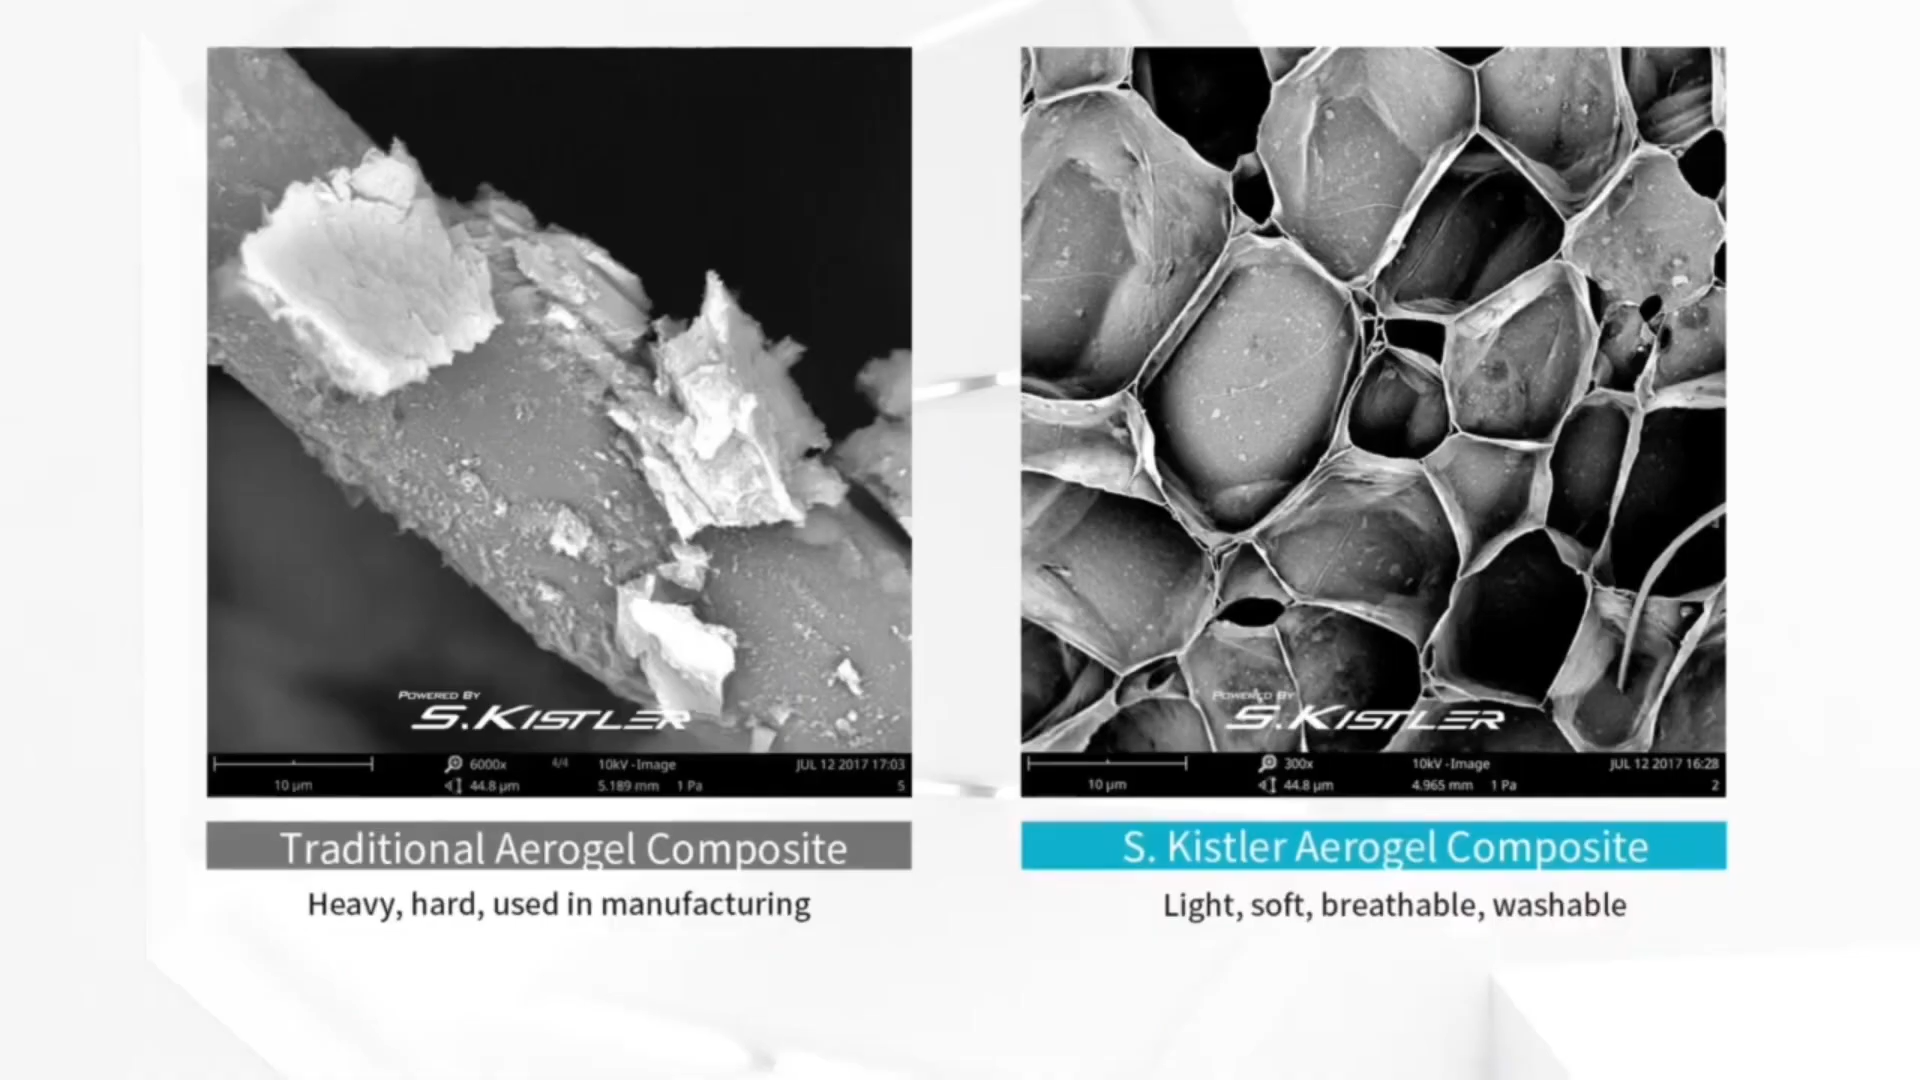 POWERED BY
S.KISTLER
6000x 4/4 10kV - Image JUL 12 2017 17:03
10 µm 44.8 µm 5.189 mm 1 Pa 5
Traditional Aerogel Composite
Heavy, hard, used in manufacturing
POWERED BY
S.KISTLER
300x 10kV - Image JUL 12 2017 16:28
10 µm 44.8 µm 4.965 mm 1 Pa 2
S. Kistler Aerogel Composite
Light, soft, breathable, washable